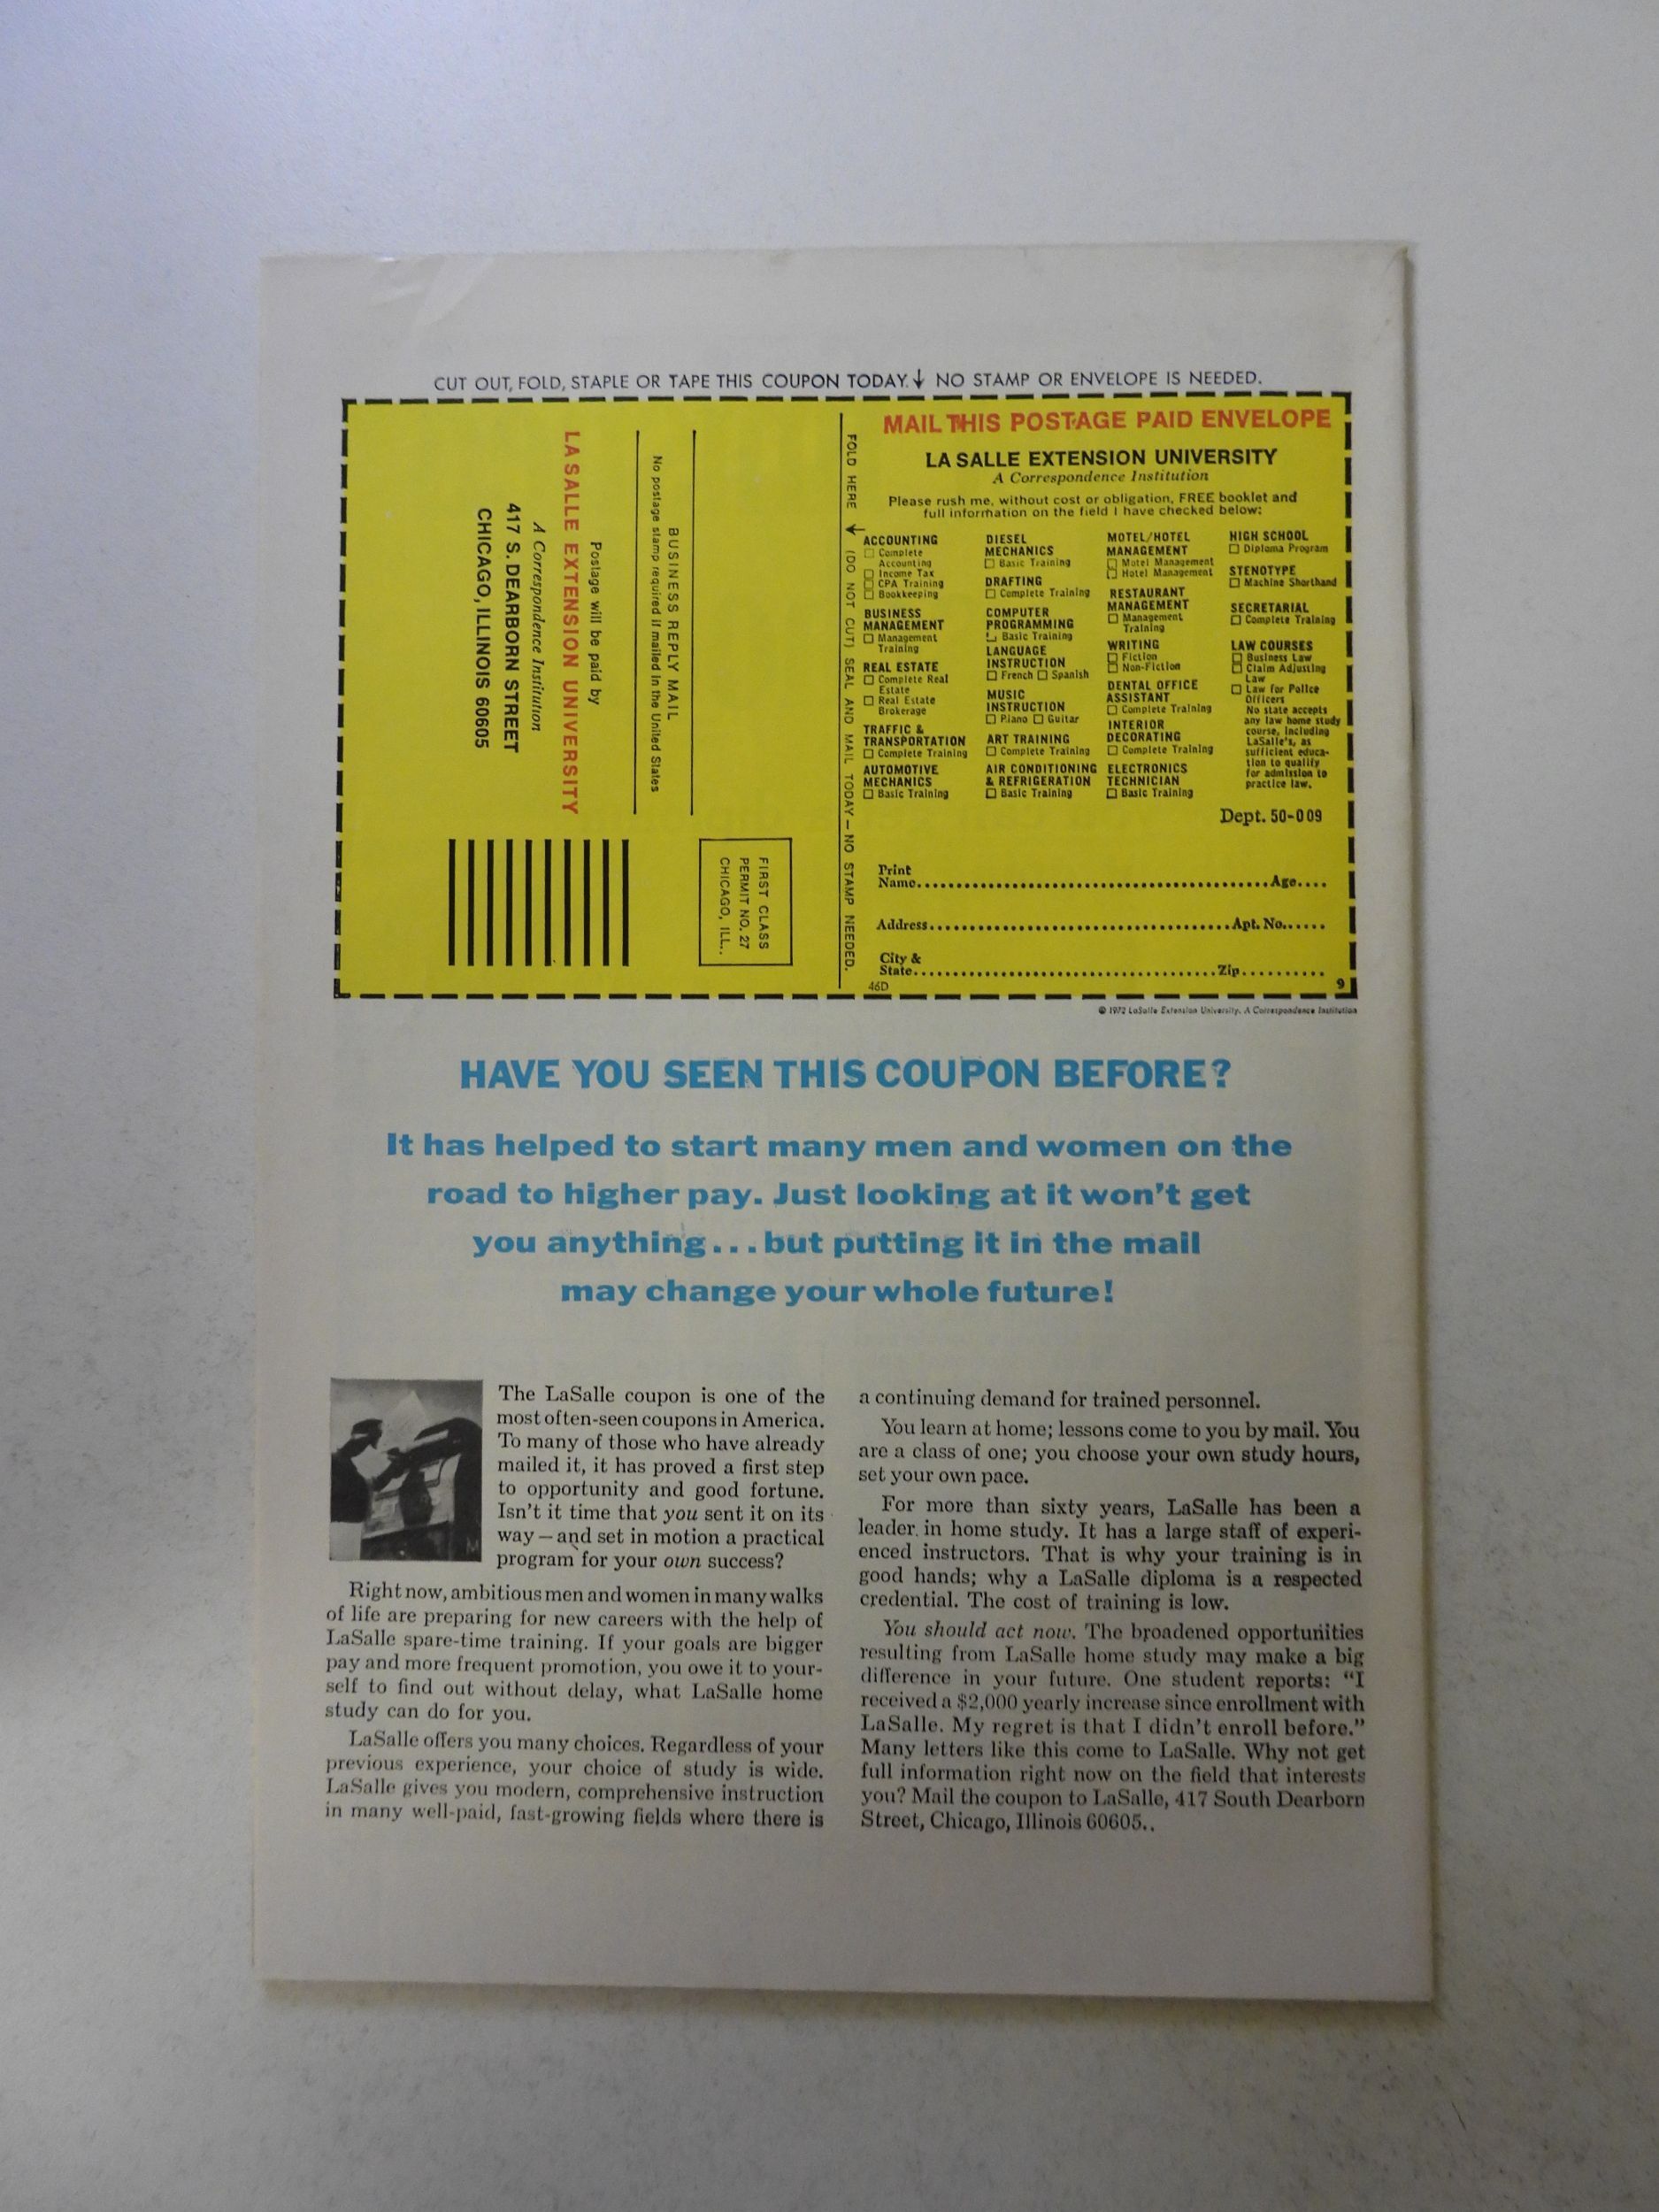 CUT OUT, FOLD, STAPLE OR TAPE THIS COUPON TODAY. ↓ NO STAMP OR ENVELOPE IS NEEDED.
BUSINESS REPLY MAIL
No postage stamp required if mailed in the United States
Postage will be paid by
LA SALLE EXTENSION UNIVERSITY
A Correspondence Institution
417 S. DEARBORN STREET
CHICAGO, ILLINOIS 60605
FIRST CLASS
PERMIT NO. 27
CHICAGO, ILL..
FOLD HERE ← (DO NOT CUT) SEAL AND MAIL TODAY — NO STAMP NEEDED.
MAIL THIS POSTAGE PAID ENVELOPE
LA SALLE EXTENSION UNIVERSITY
A Correspondence Institution
Please rush me, without cost or obligation, FREE booklet and
full information on the field I have checked below:
ACCOUNTING
☐ Complete
Accounting
☐ Income Tax
☐ CPA Training
☐ Bookkeeping
BUSINESS
MANAGEMENT
☐ Management
Training
REAL ESTATE
☐ Complete Real
Estate
☐ Real Estate
Brokerage
TRAFFIC &
TRANSPORTATION
☐ Complete Training
AUTOMOTIVE
MECHANICS
☐ Basic Training
DIESEL
MECHANICS
☐ Basic Training
DRAFTING
☐ Complete Training
COMPUTER
PROGRAMMING
☐ Basic Training
LANGUAGE
INSTRUCTION
☐ French ☐ Spanish
MUSIC
INSTRUCTION
☐ Piano ☐ Guitar
ART TRAINING
☐ Complete Training
AIR CONDITIONING
& REFRIGERATION
☐ Basic Training
MOTEL/HOTEL
MANAGEMENT
☐ Motel Management
☐ Hotel Management
RESTAURANT
MANAGEMENT
☐ Management
Training
WRITING
☐ Fiction
☐ Non-Fiction
DENTAL OFFICE
ASSISTANT
☐ Complete Training
INTERIOR
DECORATING
☐ Complete Training
ELECTRONICS
TECHNICIAN
☐ Basic Training
HIGH SCHOOL
☐ Diploma Program
STENOTYPE
☐ Machine Shorthand
SECRETARIAL
☐ Complete Training
LAW COURSES
☐ Business Law
☐ Claim Adjusting
Law
☐ Law for Police
Officers
No state accepts
any law home study
course, including
LaSalle's, as
sufficient educa-
tion to qualify
for admission to
practice law.
Dept. 50-009
Print
Name........Age....
Address........Apt. No......
City &
State........Zip..........
46D
9
© 1972 LaSalle Extension University. A Correspondence Institution
HAVE YOU SEEN THIS COUPON BEFORE?
It has helped to start many men and women on the
road to higher pay. Just looking at it won't get
you anything...but putting it in the mail
may change your whole future!
The LaSalle coupon is one of the
most often-seen coupons in America.
To many of those who have already
mailed it, it has proved a first step
to opportunity and good fortune.
Isn't it time that you sent it on its
way — and set in motion a practical
program for your own success?
Right now, ambitious men and women in many walks
of life are preparing for new careers with the help of
LaSalle spare-time training. If your goals are bigger
pay and more frequent promotion, you owe it to your-
self to find out without delay, what LaSalle home
study can do for you.
LaSalle offers you many choices. Regardless of your
previous experience, your choice of study is wide.
LaSalle gives you modern, comprehensive instruction
in many well-paid, fast-growing fields where there is
a continuing demand for trained personnel.
You learn at home; lessons come to you by mail. You
are a class of one; you choose your own study hours,
set your own pace.
For more than sixty years, LaSalle has been a
leader in home study. It has a large staff of experi-
enced instructors. That is why your training is in
good hands; why a LaSalle diploma is a respected
credential. The cost of training is low.
You should act now. The broadened opportunities
resulting from LaSalle home study may make a big
difference in your future. One student reports: "I
received a $2,000 yearly increase since enrollment with
LaSalle. My regret is that I didn't enroll before."
Many letters like this come to LaSalle. Why not get
full information right now on the field that interests
you? Mail the coupon to LaSalle, 417 South Dearborn
Street, Chicago, Illinois 60605..